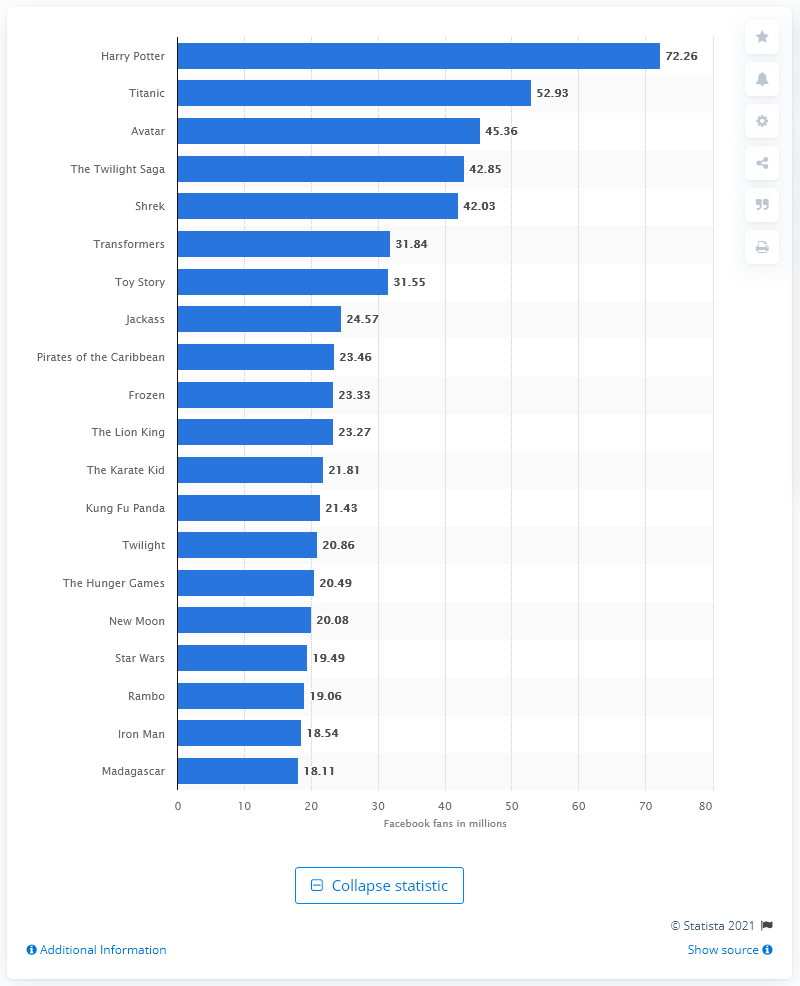 Harry Potter 72.26
Titanic 52.93
Avatar 45.36
The Twilight Saga 42.85
Shrek 42.03
Transformers 31.84
Toy Story 31.55
Jackass 24.57
Pirates of the Caribbean 23.46
Frozen 23.33
The Lion King 23.27
The Karate Kid 21.81
Kung Fu Panda 21.43
Twilight 20.86
The Hunger Games 20.49
New Moon 20.08
Star Wars 19.49
Rambo 19.06
Iron Man 18.54
Madagascar 18.11
0 10 20 30 40 50 60 70 80
Facebook fans in millions
Collapse statistic
© Statista 2021
Additional Information Show source